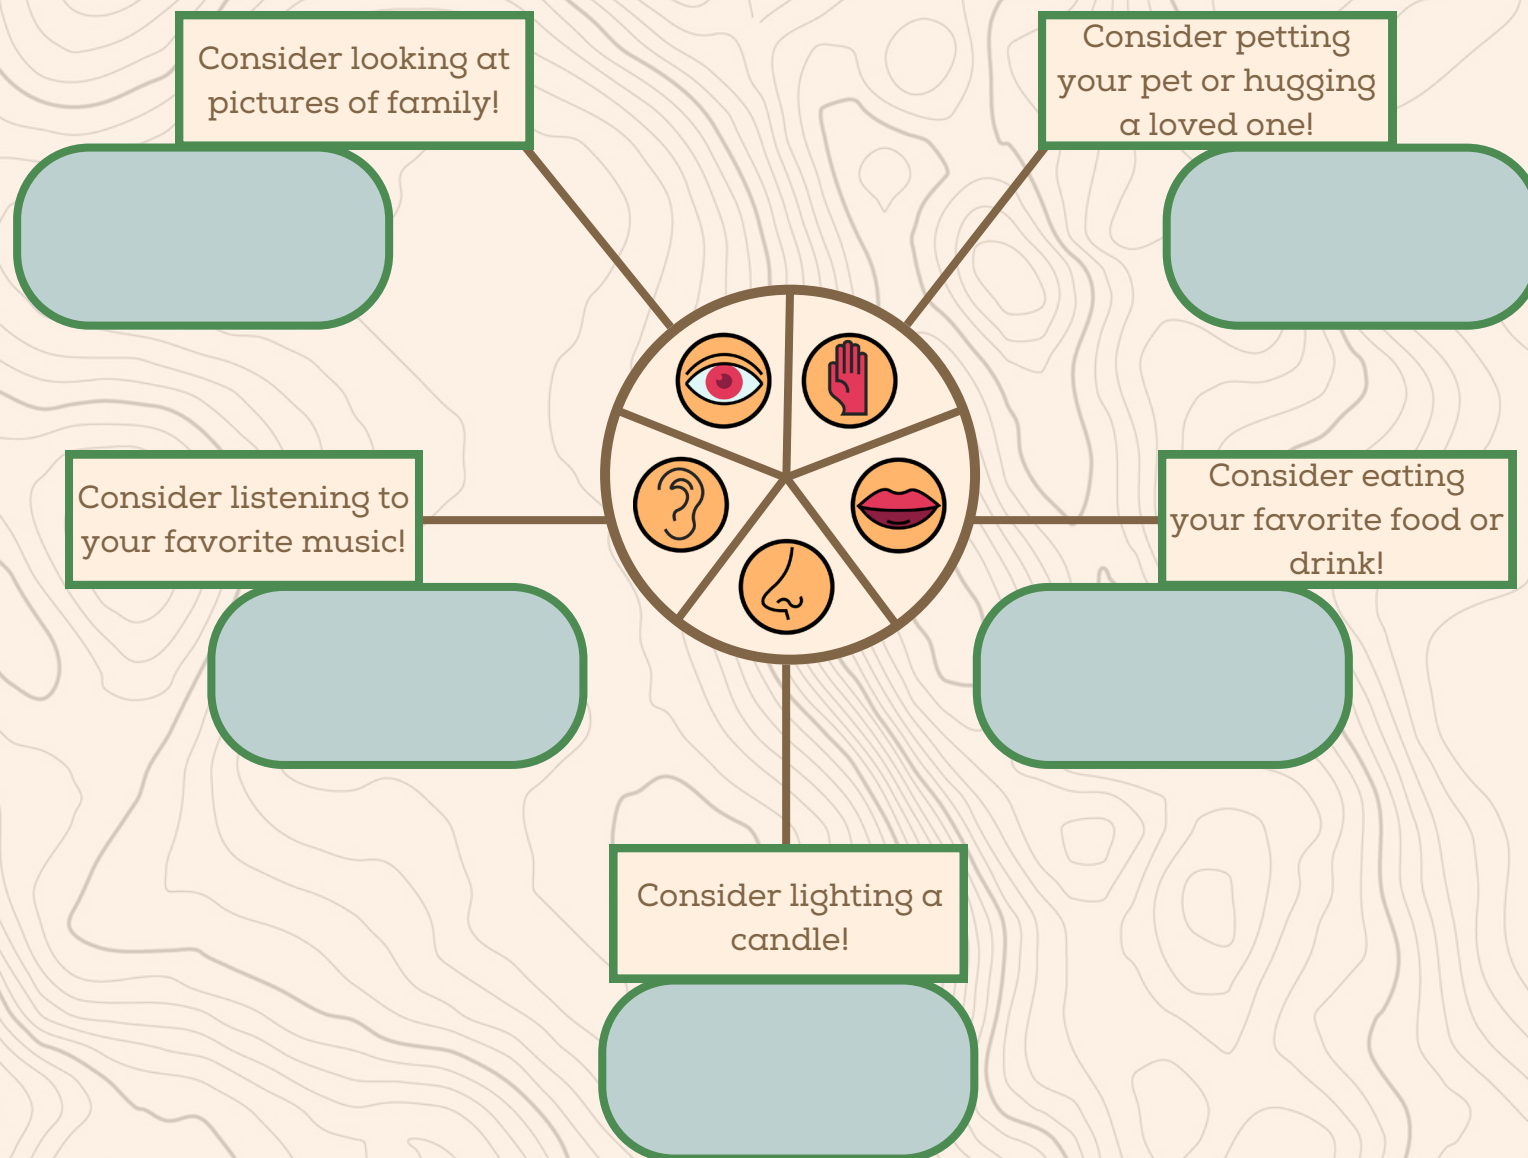 Consider looking at
pictures of family!
Consider petting
your pet or hugging
a loved one!
Consider listening to
your favorite music!
Consider eating
your favorite food or
drink!
Consider lighting a
candle!